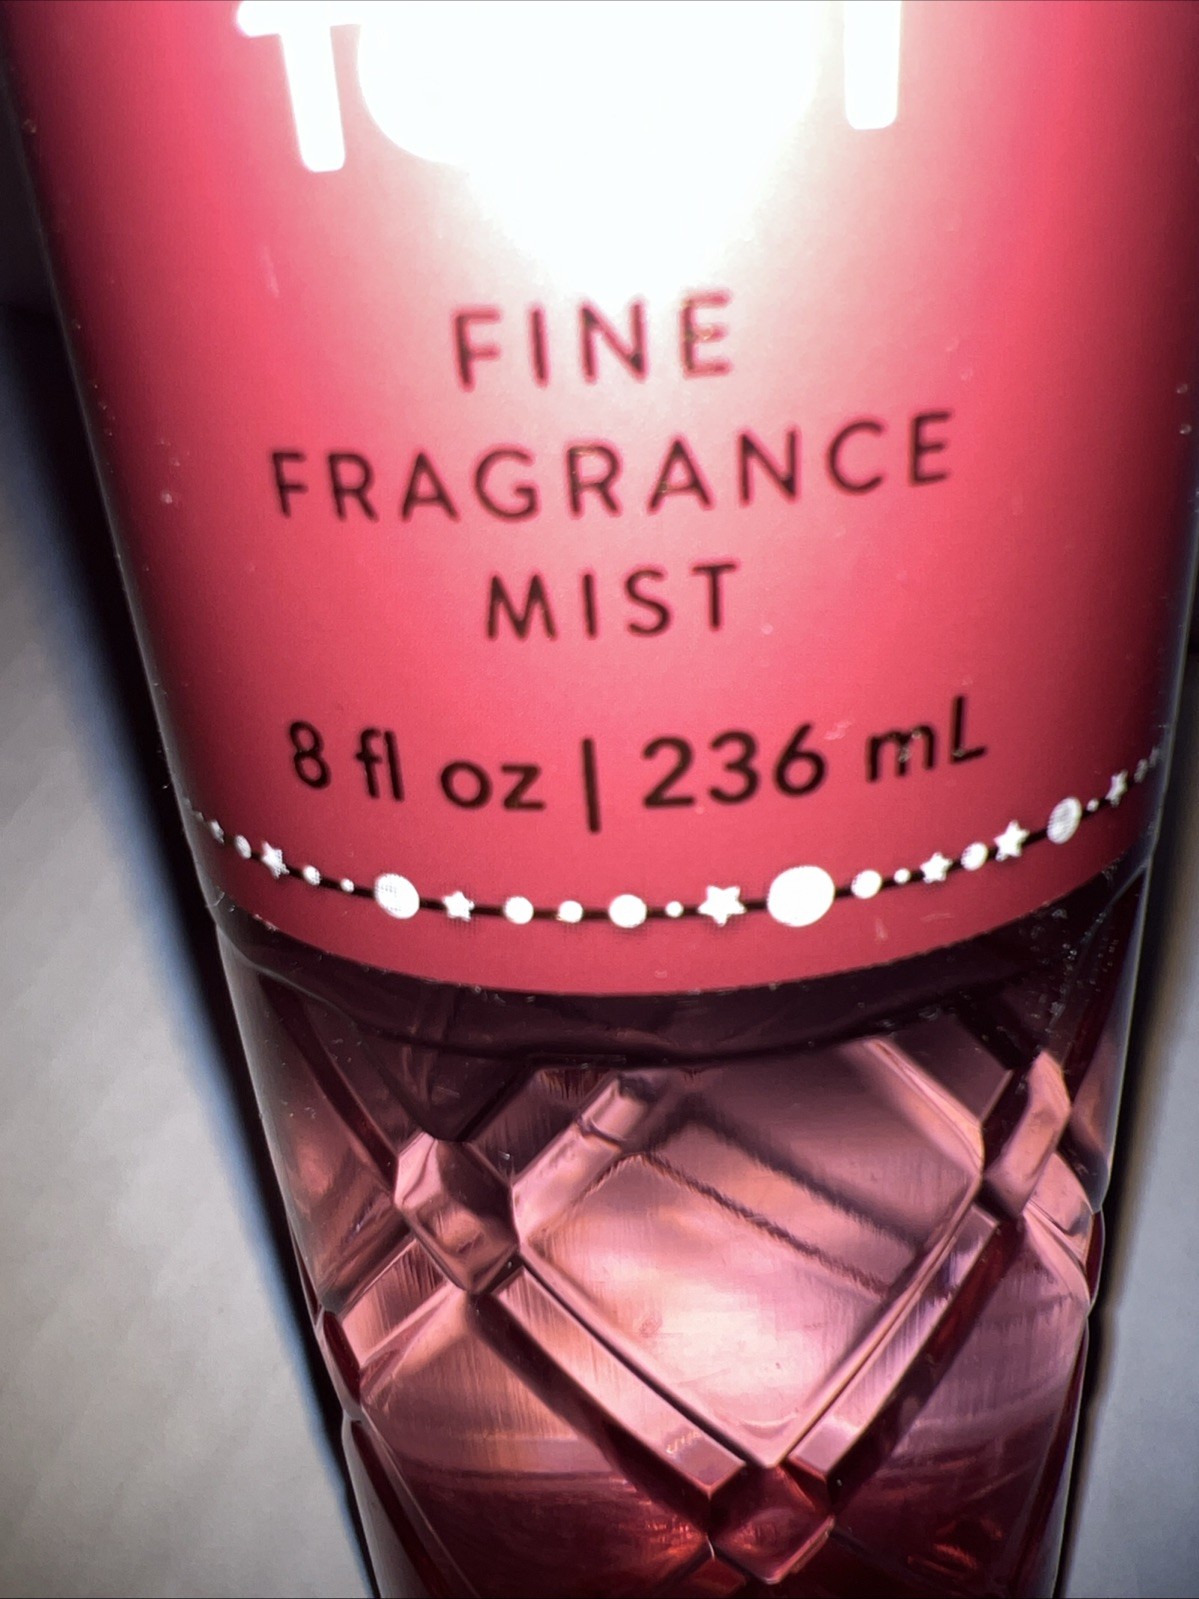 FINE
FRAGRANCE
MIST
8 fl oz | 236 mL